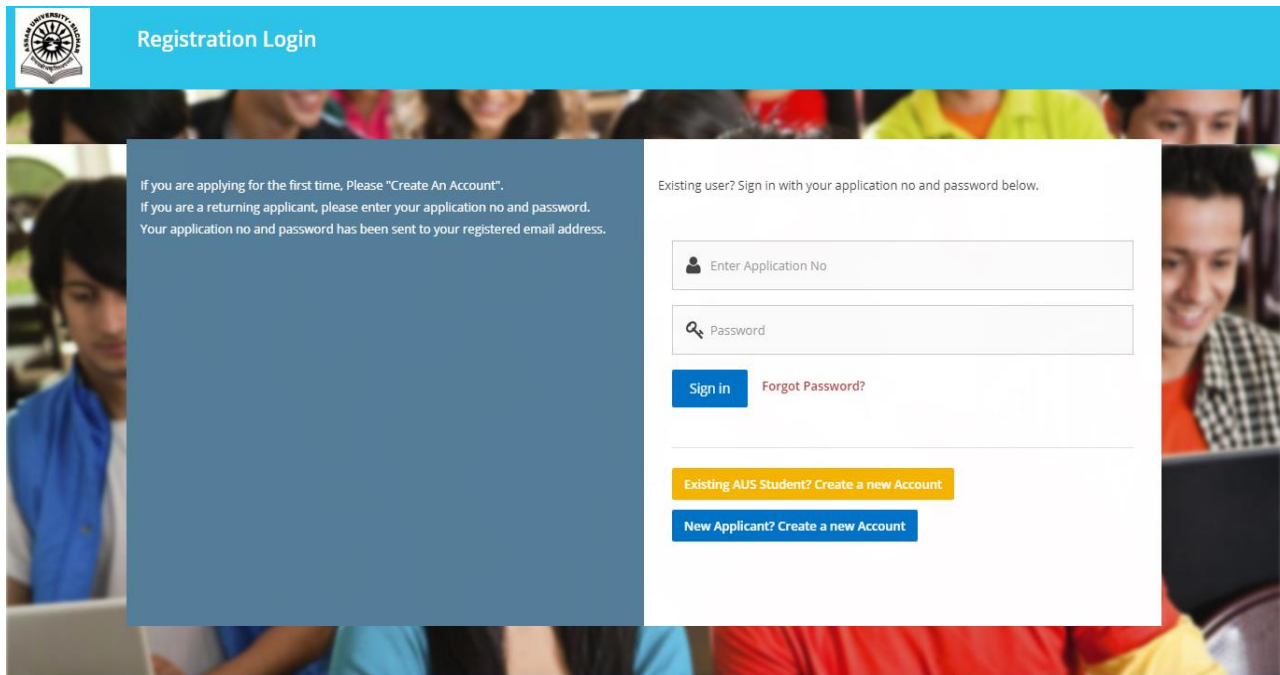 ASSAM UNIVERSITY, SILCHAR
Registration Login
If you are applying for the first time, Please "Create An Account".
If you are a returning applicant, please enter your application no and password.
Your application no and password has been sent to your registered email address.
Existing user? Sign in with your application no and password below.
Enter Application No
Password
Sign in Forgot Password?
Existing AUS Student? Create a new Account
New Applicant? Create a new Account